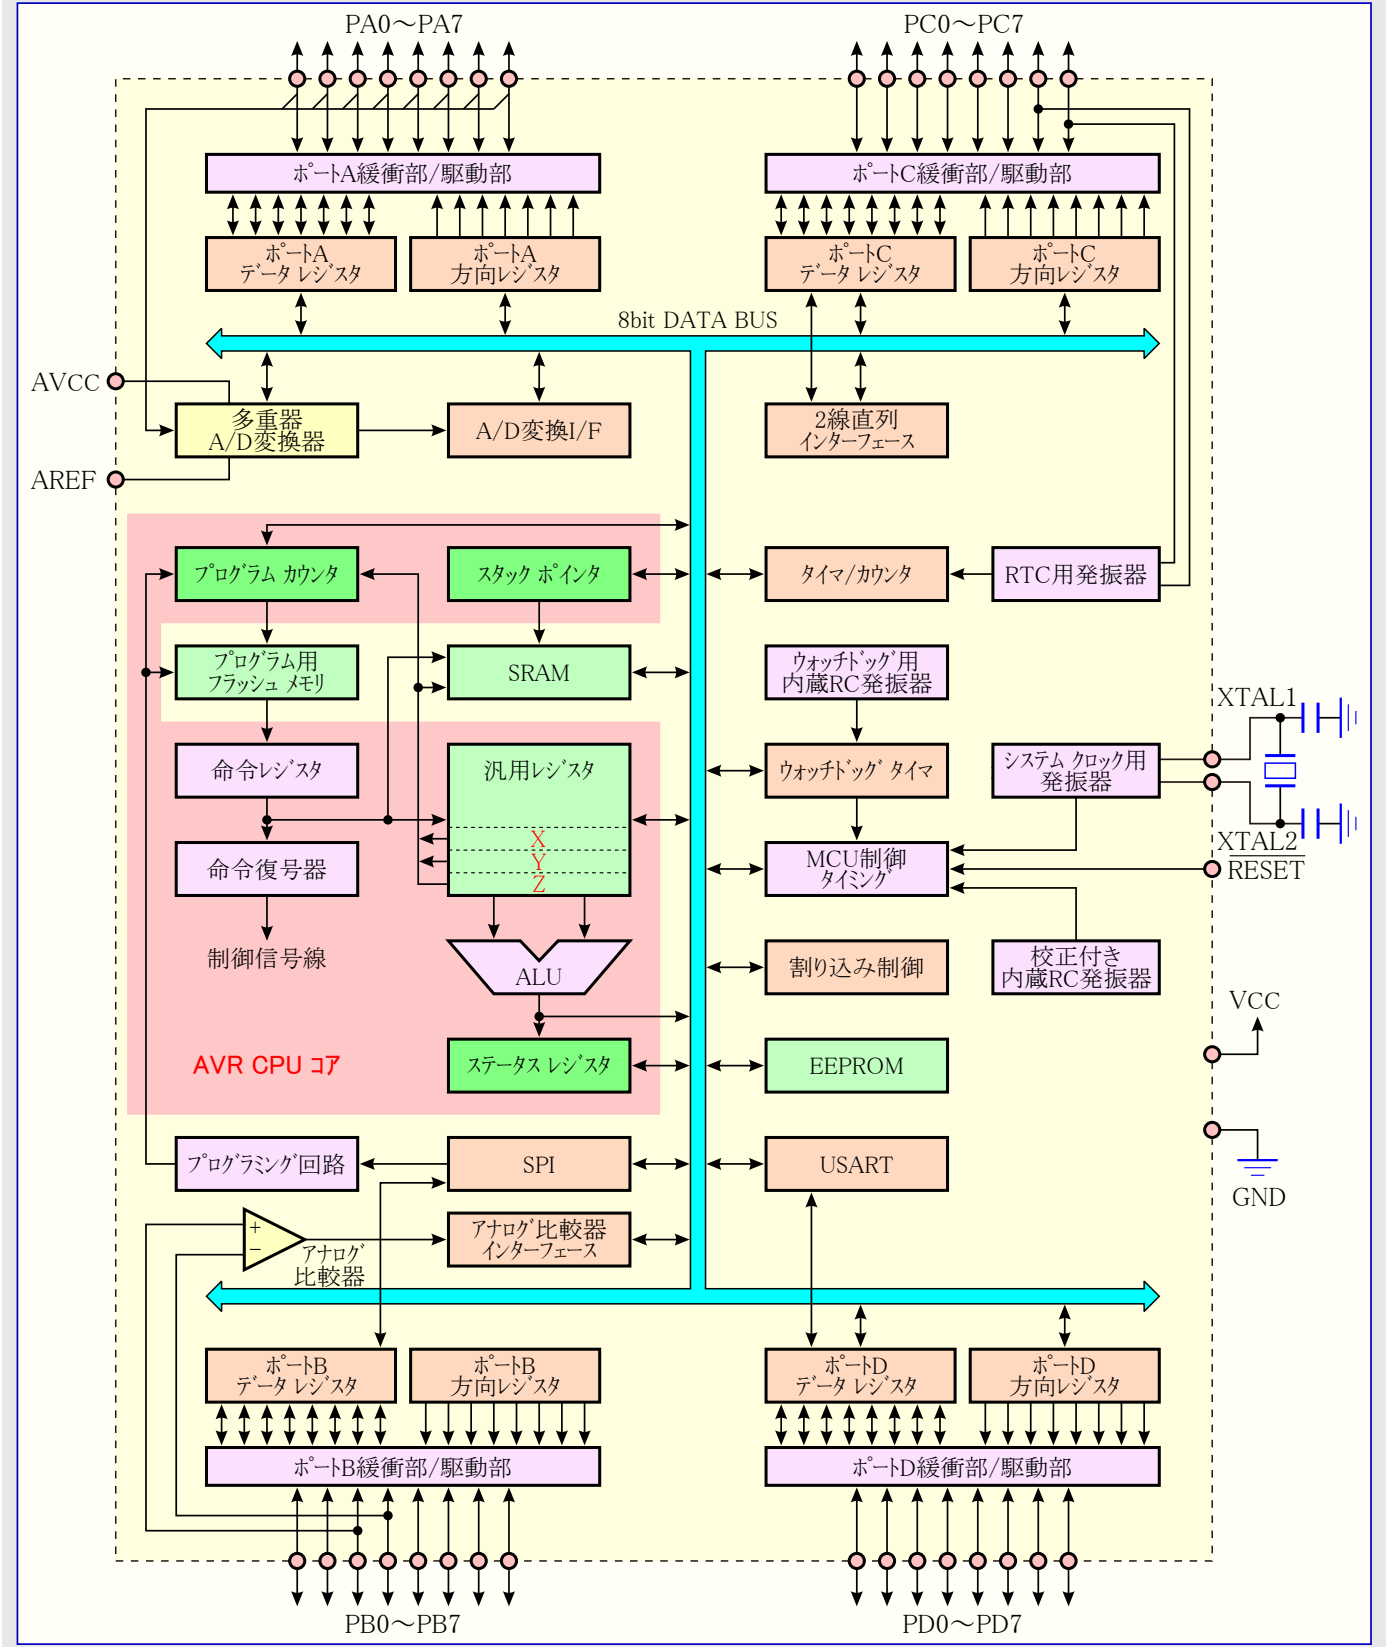 PA0～PA7
PC0～PC7
ポートA緩衝部/駆動部
ポートC緩衝部/駆動部
ポートA
データ レジスタ
ポートA
方向レジスタ
ポートC
データ レジスタ
ポートC
方向レジスタ
8bit DATA BUS
AVCC
多重器
A/D変換器
A/D変換I/F
2線直列
インターフェース
AREF
プログラム カウンタ
スタック ポインタ
タイマ/カウンタ
RTC用発振器
プログラム用
フラッシュ メモリ
SRAM
ウォッチドッグ用
内蔵RC発振器
XTAL1
命令レジスタ
汎用レジスタ
X
Y
Z
ウォッチドッグ タイマ
システム クロック用
発振器
XTAL2
命令復号器
MCU制御
タイミング
RESET
制御信号線
ALU
割り込み制御
校正付き
内蔵RC発振器
VCC
AVR CPU コア
ステータス レジスタ
EEPROM
プログラミング回路
SPI
USART
GND
+
−
アナログ
比較器
アナログ比較器
インターフェース
ポートB
データ レジスタ
ポートB
方向レジスタ
ポートD
データ レジスタ
ポートD
方向レジスタ
ポートB緩衝部/駆動部
ポートD緩衝部/駆動部
PB0～PB7
PD0～PD7